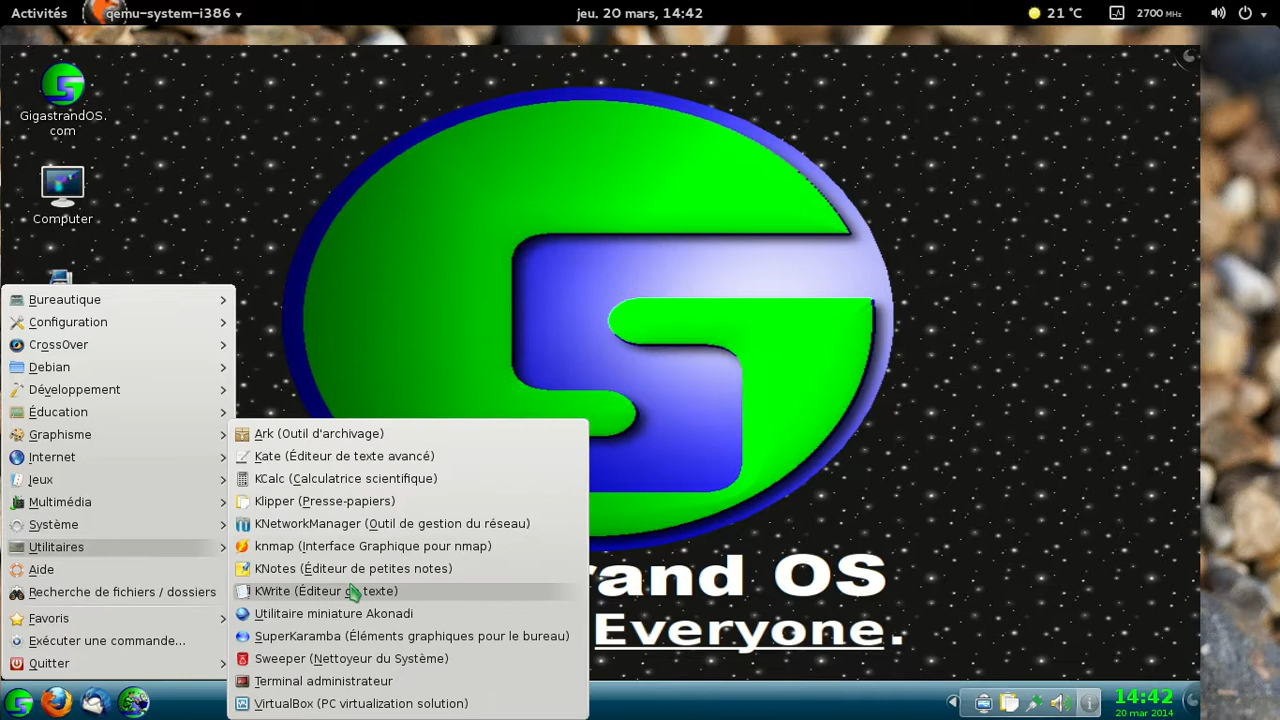 Activités
qemu-system-i386
jeu. 20 mars, 14:42
21 °C
2700 MHz
GigastrandOS.
com
Computer
Bureautique
Configuration
CrossOver
Debian
Développement
Éducation
Graphisme
Internet
Jeux
Multimédia
Système
Utilitaires
Aide
Recherche de fichiers / dossiers
Favoris
Exécuter une commande...
Quitter
Ark (Outil d'archivage)
Kate (Éditeur de texte avancé)
KCalc (Calculatrice scientifique)
Klipper (Presse-papiers)
KNetworkManager (Outil de gestion du réseau)
knmap (Interface Graphique pour nmap)
KNotes (Éditeur de petites notes)
KWrite (Éditeur de texte)
Utilitaire miniature Akonadi
SuperKaramba (Éléments graphiques pour le bureau)
Sweeper (Nettoyeur du Système)
Terminal administrateur
VirtualBox (PC virtualization solution)
rand OS
Everyone.
14:42
20 mar 2014